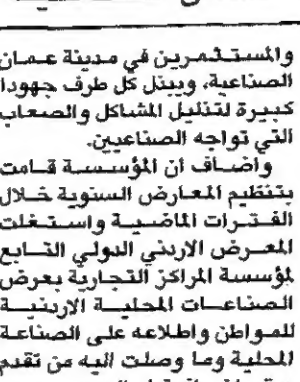 والمستثمرين في مدينة عمان
الصناعية، ويبذل كل طرف جهودا
كبيرة لتذليل المشاكل والصعاب
التي تواجه الصناعيين.
واضاف ان المؤسسة قامت
بتنظيم المعارض السنوية خلال
الفترات الماضية واستغلت
المعرض الاردني الدولي التابع
لمؤسسة المراكز التجارية بعرض
الصناعات المحلية الاردنية
للمواطن واطلاعه على الصناعة
المحلية وما وصلت اليه من تقدم